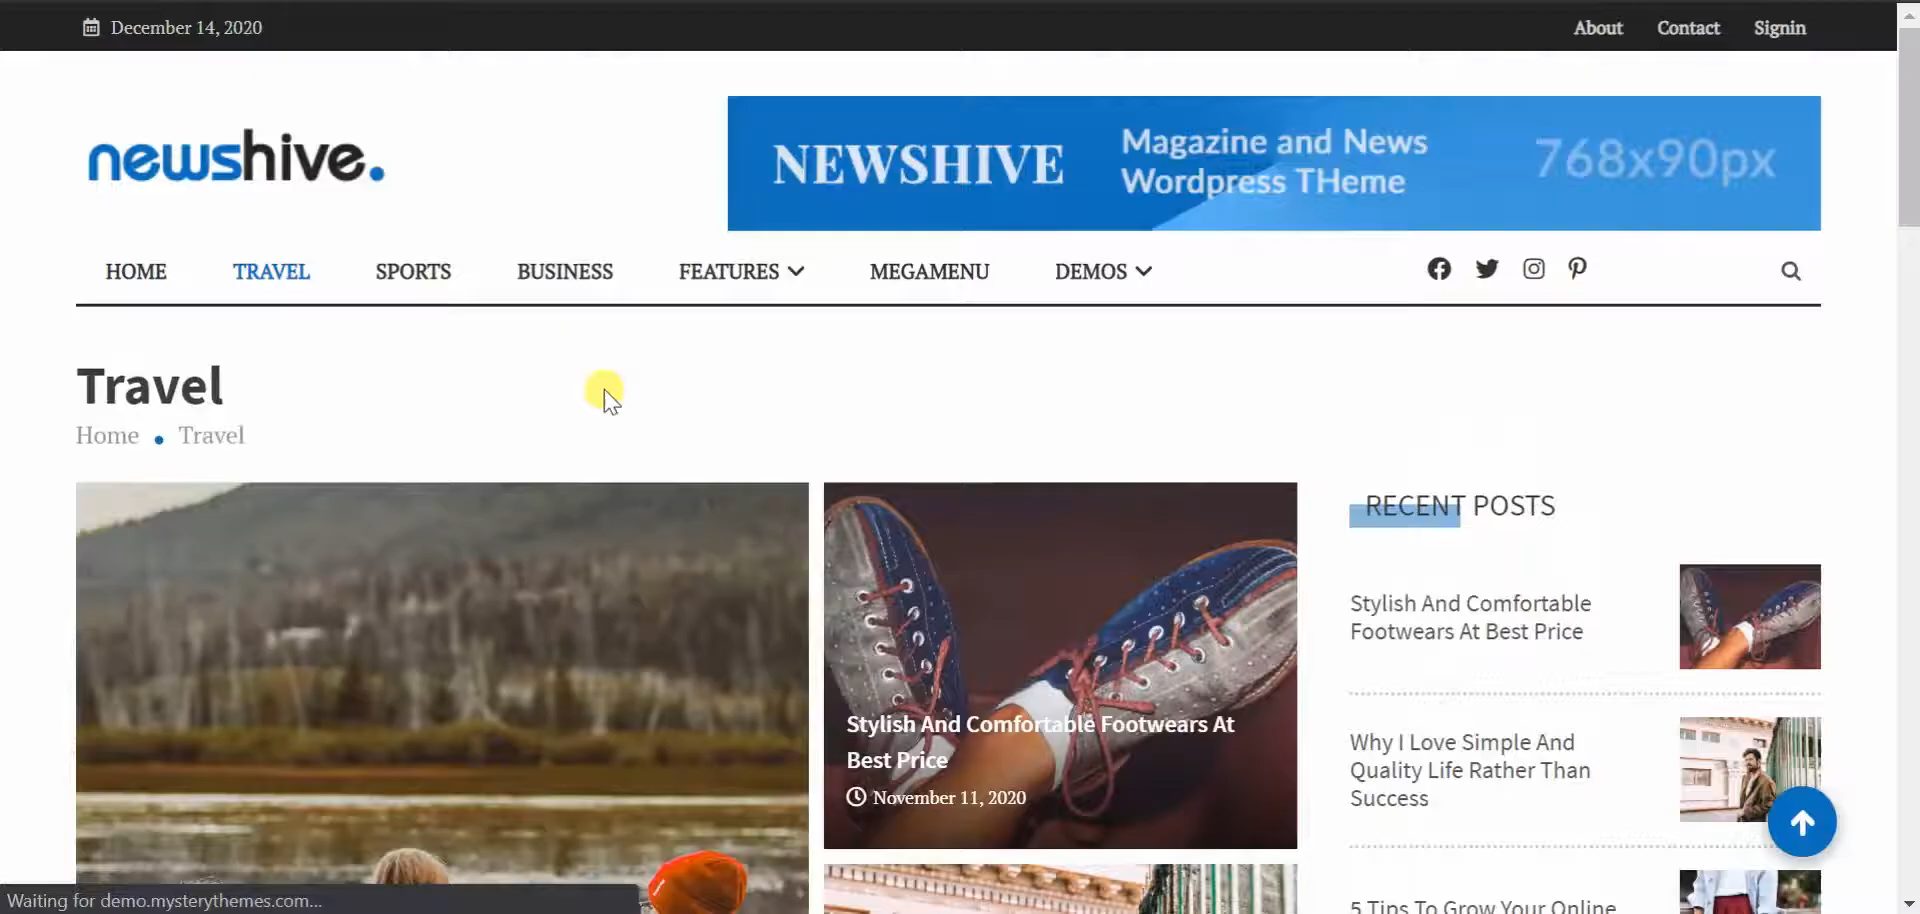 December 14, 2020
About Contact Signin
newshive.
NEWSHIVE
Magazine and News
Wordpress THeme
768x90px
HOME TRAVEL SPORTS BUSINESS FEATURES MEGAMENU DEMOS
Travel
Home • Travel
Stylish And Comfortable Footwears At
Best Price
November 11, 2020
RECENT POSTS
Stylish And Comfortable
Footwears At Best Price
Why I Love Simple And
Quality Life Rather Than
Success
5 Tips To Grow Your Online
Waiting for demo.mysterythemes.com...